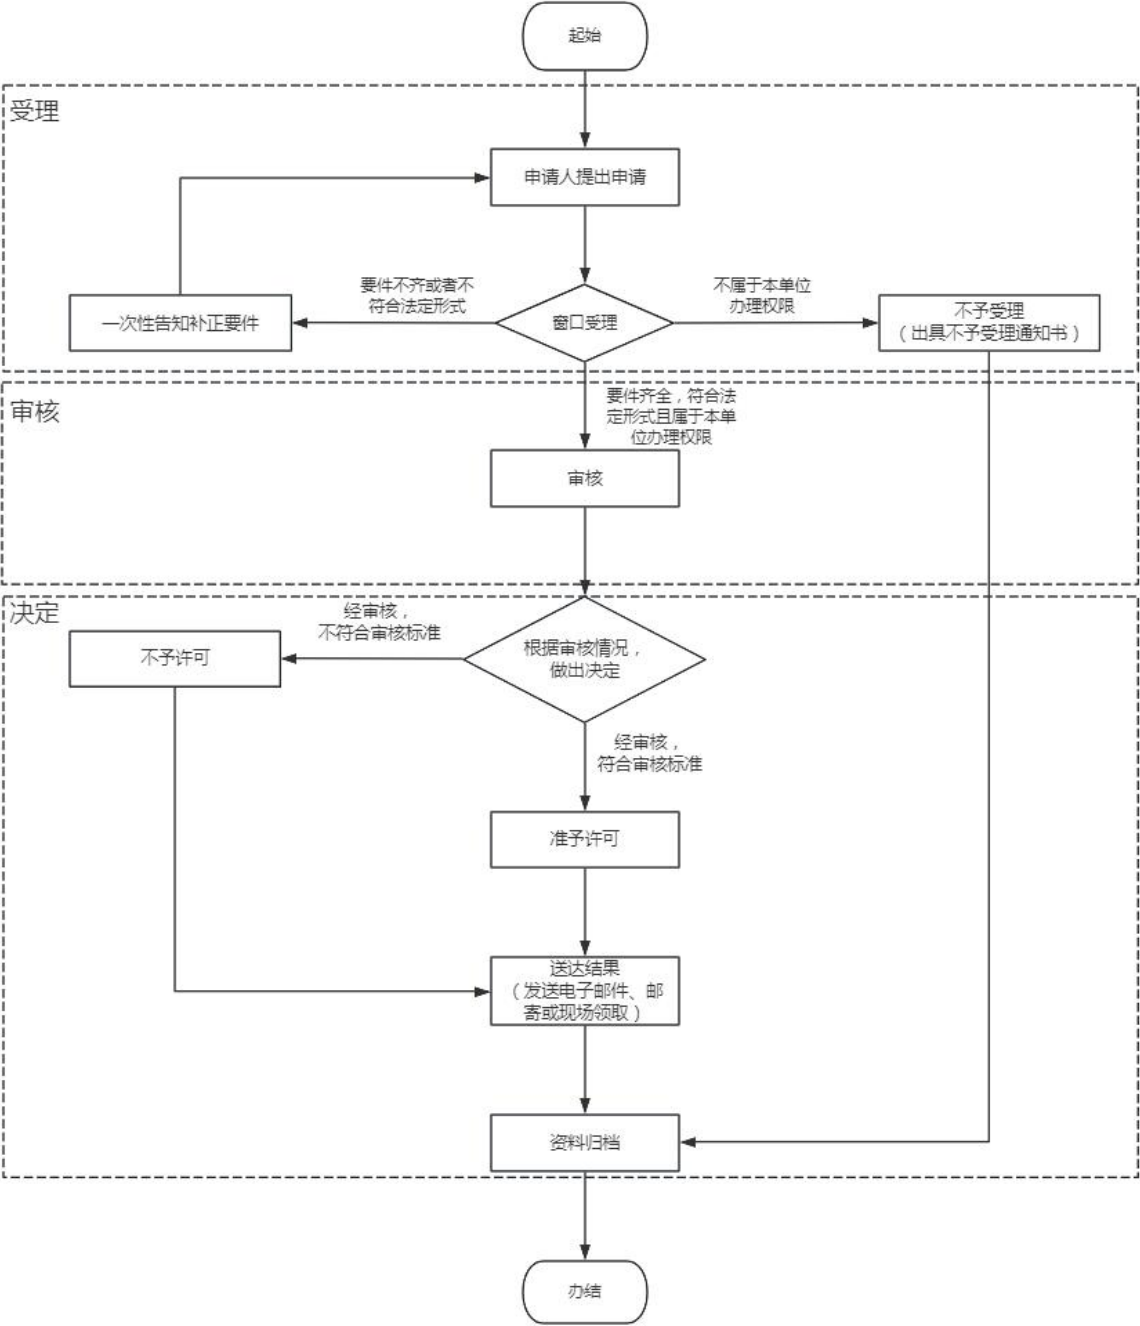 起始
受理
申请人提出申请
要件不齐或者不
符合法定形式
不属于本单位
办理权限
一次性告知补正要件
窗口受理
不予受理
（出具不予受理通知书）
审核
要件齐全，符合法
定形式且属于本单
位办理权限
审核
决定
经审核，
不符合审核标准
不予许可
根据审核情况，
做出决定
经审核，
符合审核标准
准予许可
送达结果
（发送电子邮件、邮
寄或现场领取）
资料归档
办结